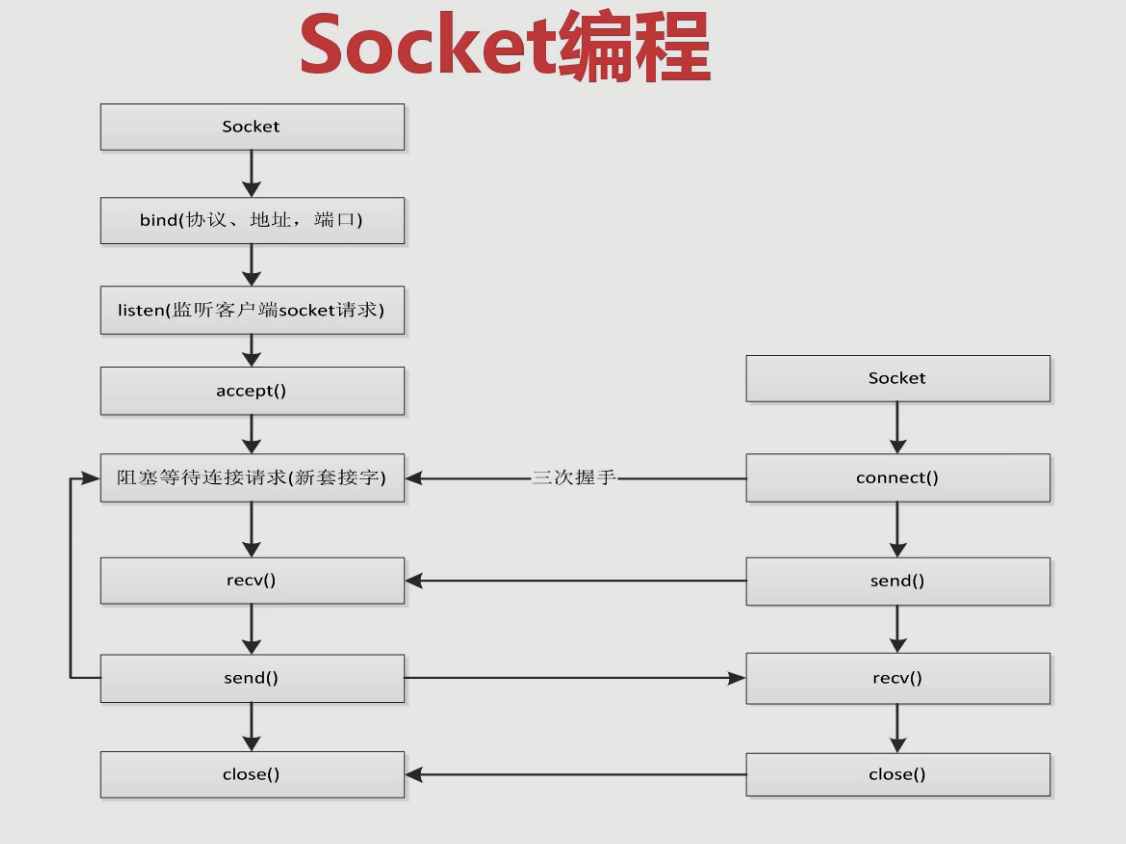 Socket编程
Socket
bind(协议、地址，端口)
listen(监听客户端socket请求)
accept()
Socket
阻塞等待连接请求(新套接字)
三次握手
connect()
recv()
send()
send()
recv()
close()
close()